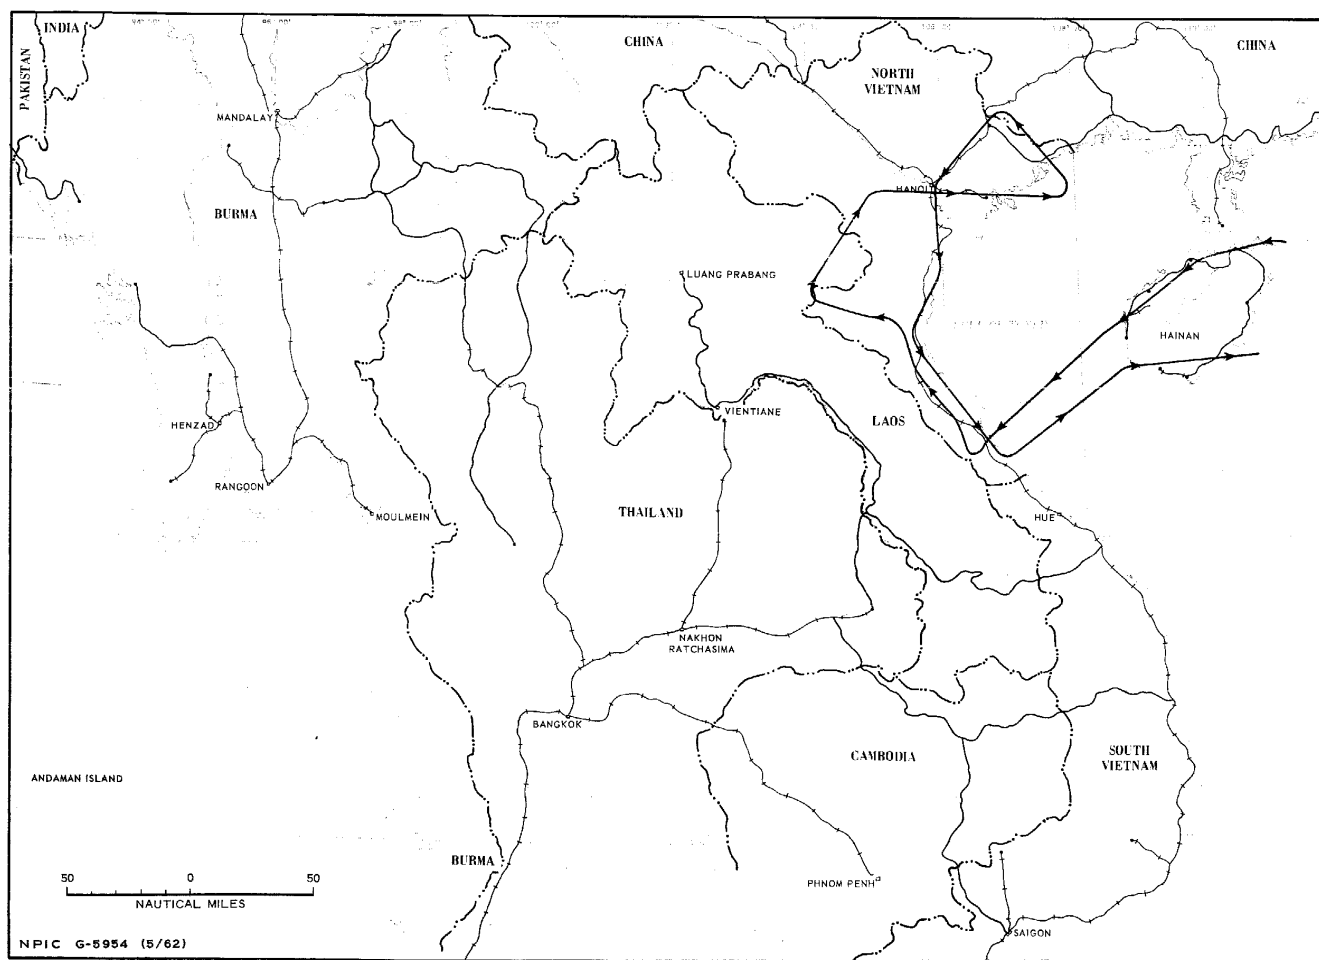 INDIA
CHINA
CHINA
PAKISTAN
NORTH
VIETNAM
MANDALAY
HANOI
BURMA
LUANG PRABANG
HAINAN
VIENTIANE
LAOS
HENZAD
RANGOON
MOULMEIN
THAILAND
HUE
NAKHON
RATCHASIMA
BANGKOK
CAMBODIA
SOUTH
VIETNAM
ANDAMAN ISLAND
BURMA
PHNOM PENH
50 0 50
NAUTICAL MILES
SAIGON
NPIC G-5954 (5/62)